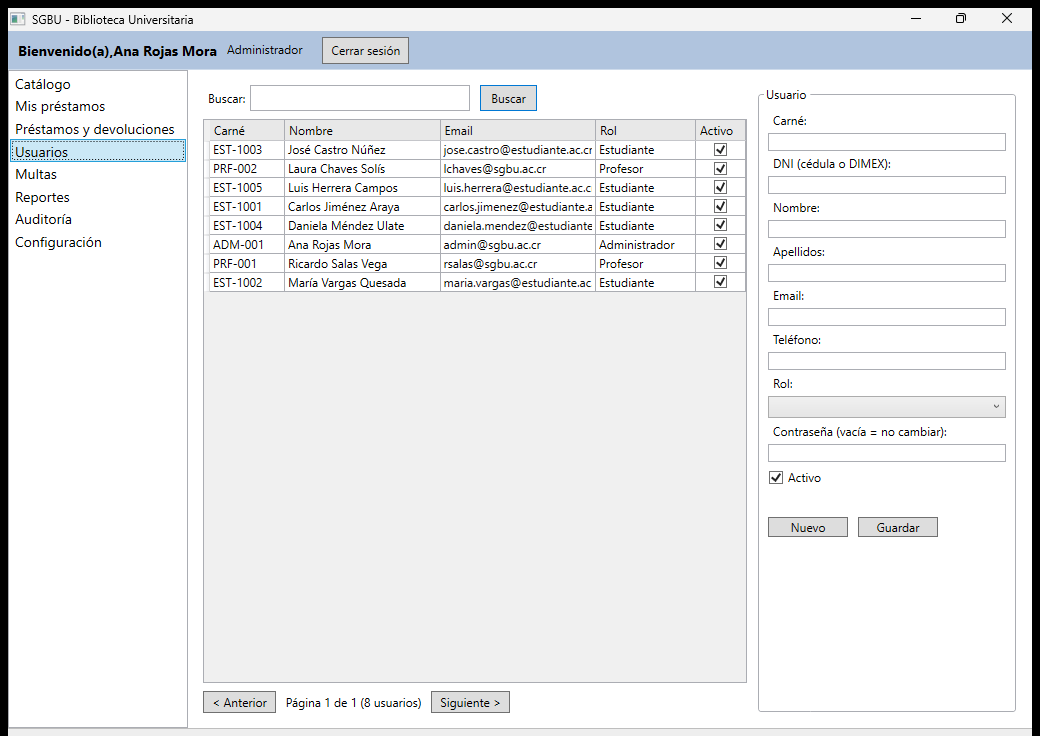 SGBU - Biblioteca Universitaria
Bienvenido(a),Ana Rojas Mora Administrador Cerrar sesión
Catálogo
Mis préstamos
Préstamos y devoluciones
Usuarios
Multas
Reportes
Auditoría
Configuración
Buscar: Buscar
Carné Nombre Email Rol Activo
EST-1003 José Castro Núñez jose.castro@estudiante.ac.cr Estudiante
PRF-002 Laura Chaves Solís lchaves@sgbu.ac.cr Profesor
EST-1005 Luis Herrera Campos luis.herrera@estudiante.ac.c Estudiante
EST-1001 Carlos Jiménez Araya carlos.jimenez@estudiante.a Estudiante
EST-1004 Daniela Méndez Ulate daniela.mendez@estudiante Estudiante
ADM-001 Ana Rojas Mora admin@sgbu.ac.cr Administrador
PRF-001 Ricardo Salas Vega rsalas@sgbu.ac.cr Profesor
EST-1002 María Vargas Quesada maria.vargas@estudiante.ac Estudiante
< Anterior Página 1 de 1 (8 usuarios) Siguiente >
Usuario
Carné:
DNI (cédula o DIMEX):
Nombre:
Apellidos:
Email:
Teléfono:
Rol:
Contraseña (vacía = no cambiar):
Activo
Nuevo Guardar